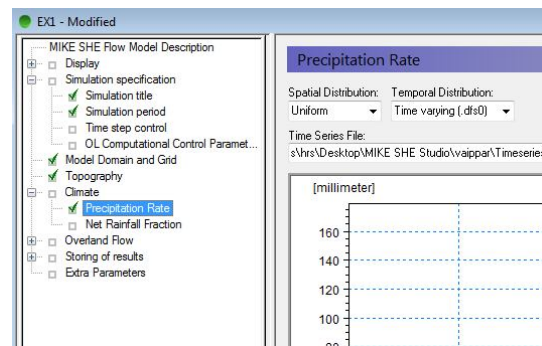 EX1 - Modified
MIKE SHE Flow Model Description
Display
Simulation specification
Simulation title
Simulation period
Time step control
OL Computational Control Paramet...
Model Domain and Grid
Topography
Climate
Precipitation Rate
Net Rainfall Fraction
Overland Flow
Storing of results
Extra Parameters
Precipitation Rate
Spatial Distribution: Temporal Distribution:
Uniform Time varying (.dfs0)
Time Series File:
s\hrs\Desktop\MIKE SHE Studio\vaippar\Timeseries
[millimeter]
160
140
120
100